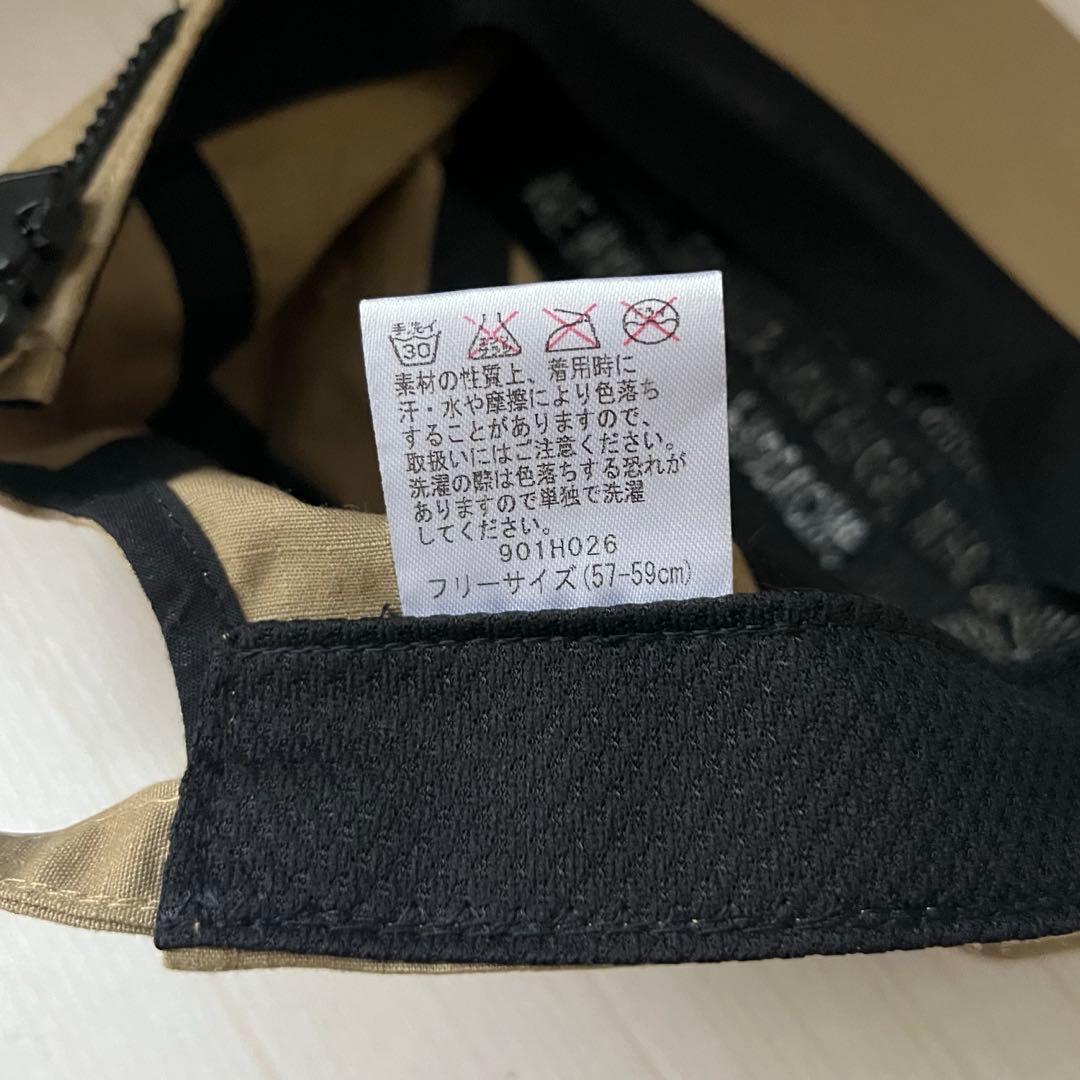 手洗イ
30
素材の性質上、着用時に
汗・水や摩擦により色落ち
することがありますので、
取扱いにはご注意ください。
洗濯の際は色落ちする恐れが
ありますので単独で洗濯
してください。
901H026
フリーサイズ(57-59cm)